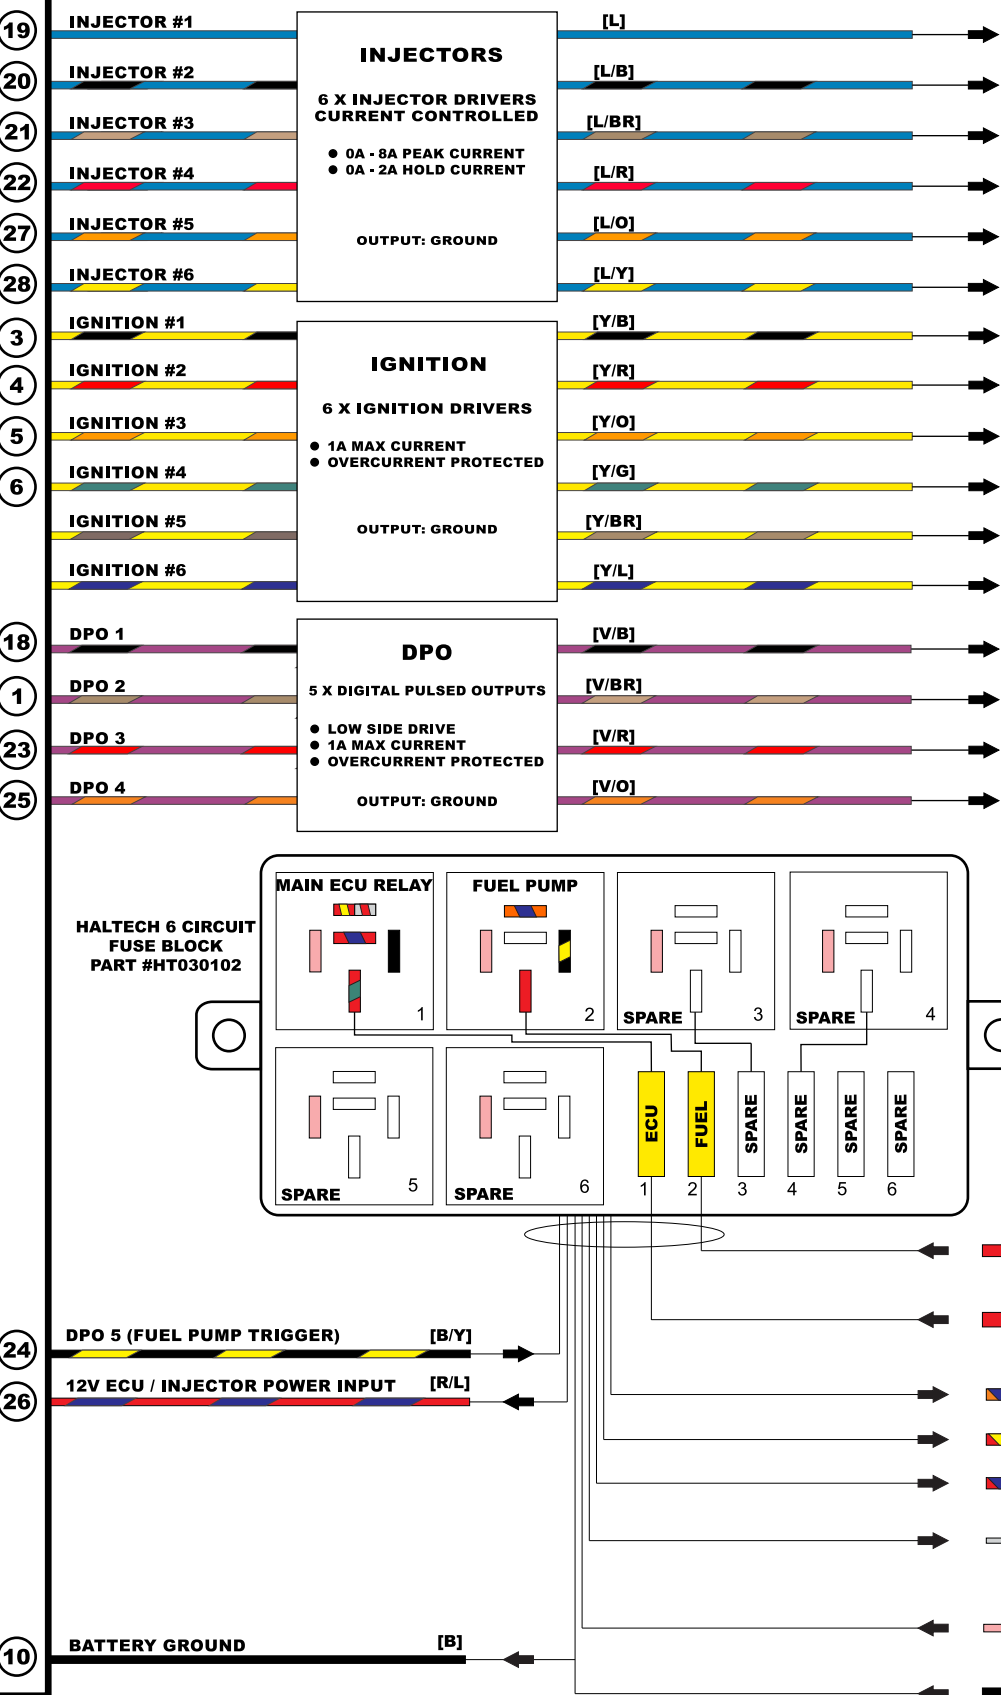 19 INJECTOR #1 [L]
20 INJECTOR #2 [L/B]
21 INJECTOR #3 [L/BR]
22 INJECTOR #4 [L/R]
27 INJECTOR #5 [L/O]
28 INJECTOR #6 [L/Y]
INJECTORS
6 X INJECTOR DRIVERS
CURRENT CONTROLLED
● 0A - 8A PEAK CURRENT
● 0A - 2A HOLD CURRENT
OUTPUT: GROUND
3 IGNITION #1 [Y/B]
4 IGNITION #2 [Y/R]
5 IGNITION #3 [Y/O]
6 IGNITION #4 [Y/G]
IGNITION #5 [Y/BR]
IGNITION #6 [Y/L]
IGNITION
6 X IGNITION DRIVERS
● 1A MAX CURRENT
● OVERCURRENT PROTECTED
OUTPUT: GROUND
18 DPO 1 [V/B]
1 DPO 2 [V/BR]
23 DPO 3 [V/R]
25 DPO 4 [V/O]
DPO
5 X DIGITAL PULSED OUTPUTS
● LOW SIDE DRIVE
● 1A MAX CURRENT
● OVERCURRENT PROTECTED
OUTPUT: GROUND
HALTECH 6 CIRCUIT
FUSE BLOCK
PART #HT030102
MAIN ECU RELAY
1
FUEL PUMP
2
SPARE 3
SPARE 4
SPARE 5
SPARE 6
ECU
FUEL
SPARE
SPARE
SPARE
SPARE
1 2 3 4 5 6
24 DPO 5 (FUEL PUMP TRIGGER) [B/Y]
26 12V ECU / INJECTOR POWER INPUT [R/L]
10 BATTERY GROUND [B]